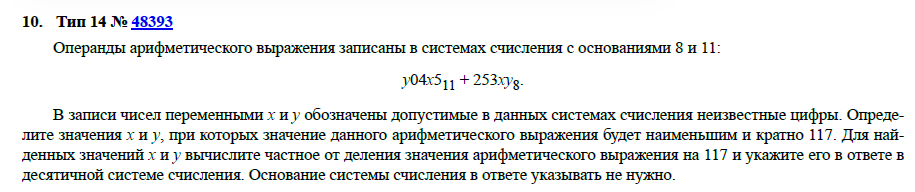 10. Тип 14 № 48393
Операнды арифметического выражения записаны в системах счисления с основаниями 8 и 11:
y04x5₁₁ + 253xy₈.
В записи чисел переменными x и y обозначены допустимые в данных системах счисления неизвестные цифры. Опреде-
лите значения x и y, при которых значение данного арифметического выражения будет наименьшим и кратно 117. Для най-
денных значений x и y вычислите частное от деления значения арифметического выражения на 117 и укажите его в ответе в
десятичной системе счисления. Основание системы счисления в ответе указывать не нужно.